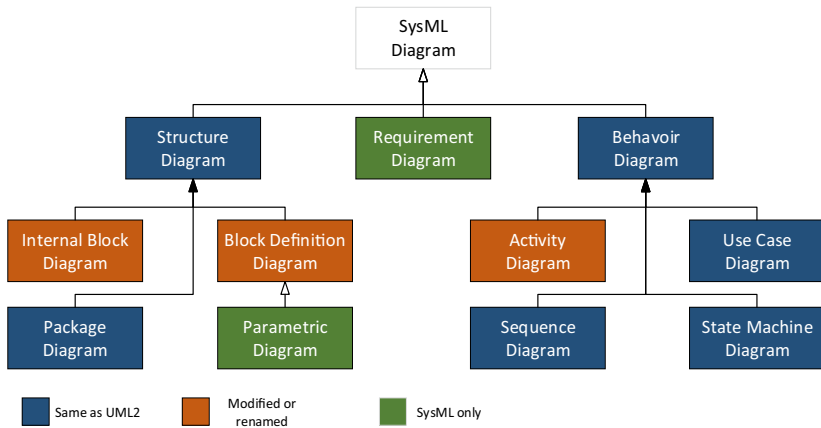 SysML
Diagram
Structure
Diagram
Requirement
Diagram
Behavoir
Diagram
Internal Block
Diagram
Block Definition
Diagram
Activity
Diagram
Use Case
Diagram
Package
Diagram
Parametric
Diagram
Sequence
Diagram
State Machine
Diagram
Same as UML2
Modified or
renamed
SysML only